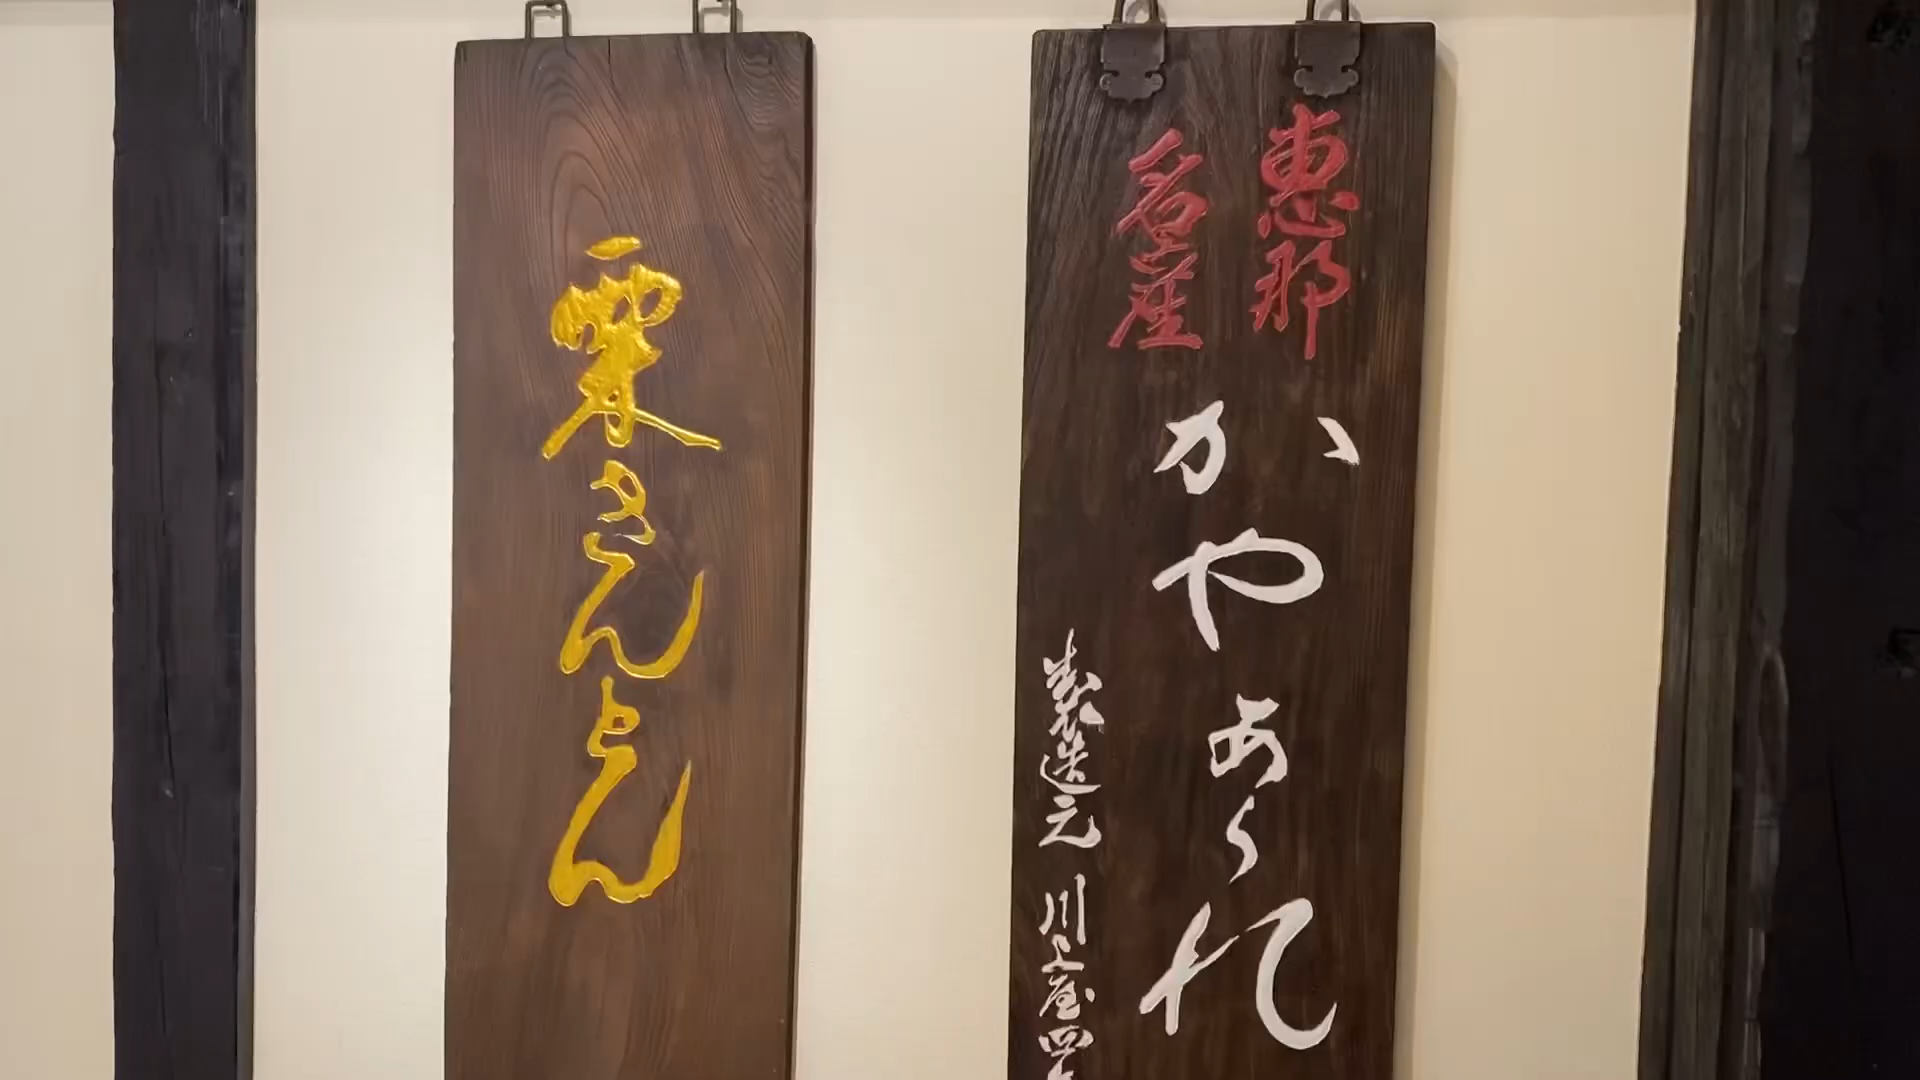 栗きんとん
恵那
名産
かやあられ
製造元 川上屋